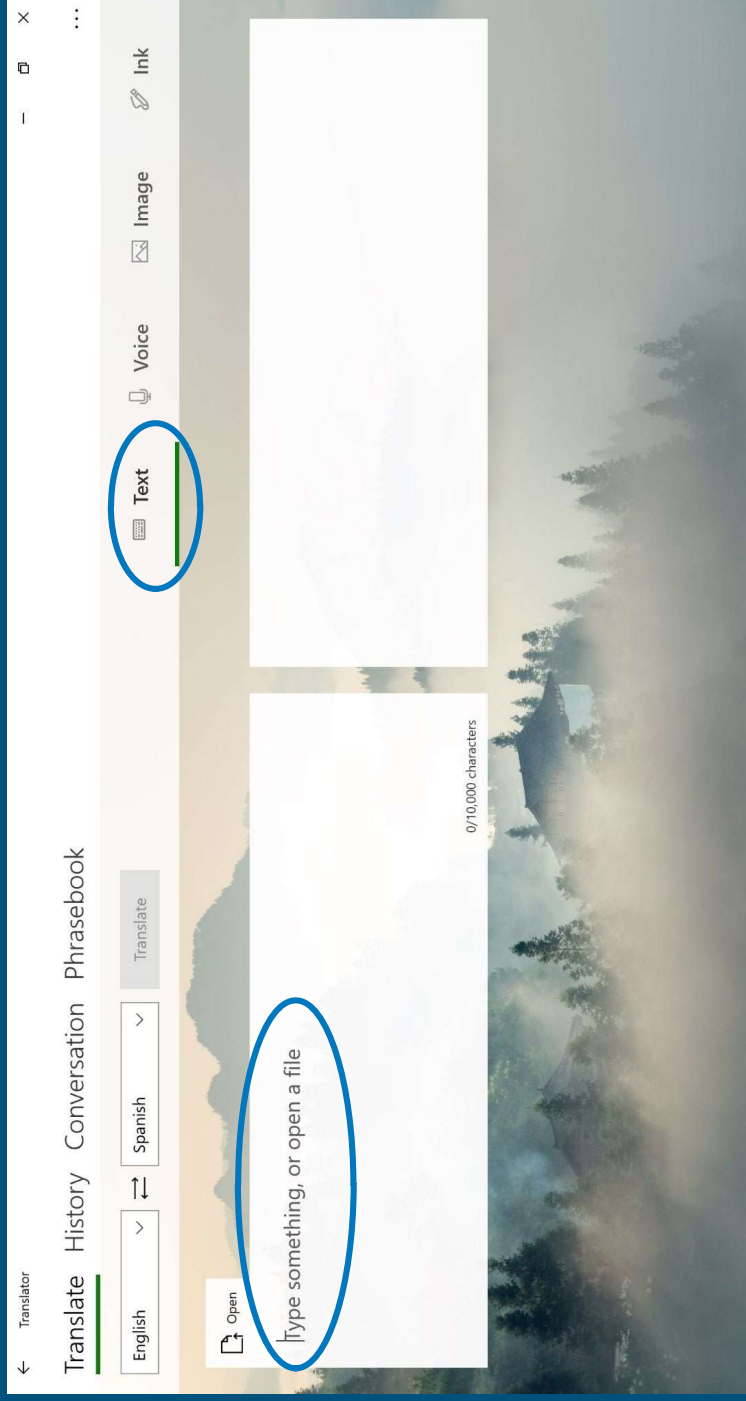 Translator
Translate History Conversation Phrasebook
English Spanish Translate Text Voice Image Ink
Open
Type something, or open a file
0/10,000 characters